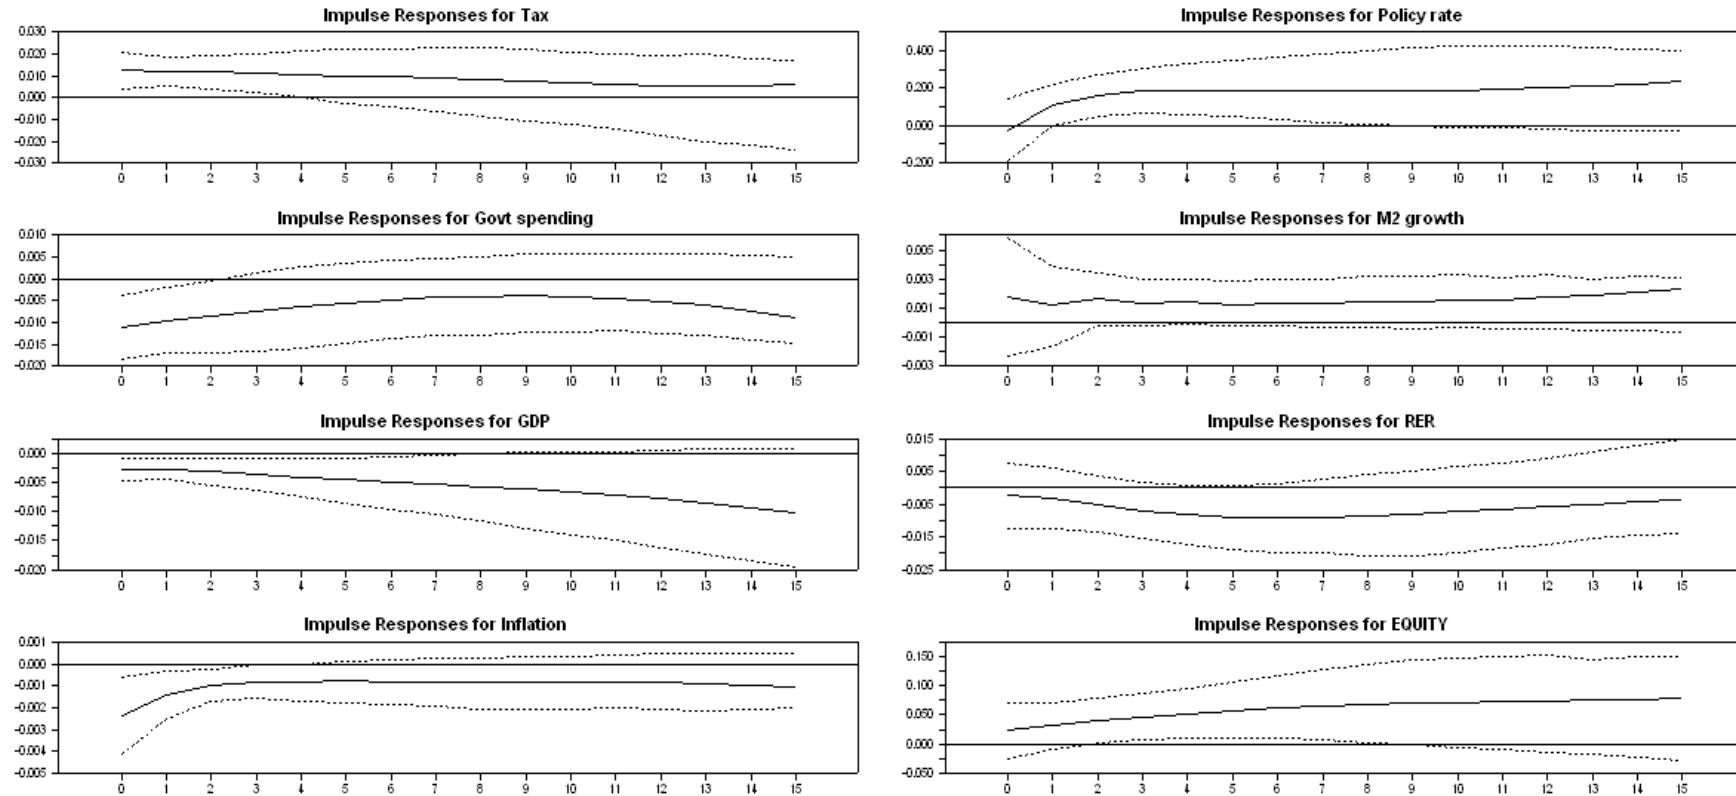 Impulse Responses for Tax
0.030
0.020
0.010
0.000
-0.010
-0.020
-0.030
0 1 2 3 4 5 6 7 8 9 10 11 12 13 14 15
Impulse Responses for Govt spending
0.010
0.005
0.000
-0.005
-0.010
-0.015
-0.020
0 1 2 3 4 5 6 7 8 9 10 11 12 13 14 15
Impulse Responses for GDP
0.000
-0.005
-0.010
-0.015
-0.020
0 1 2 3 4 5 6 7 8 9 10 11 12 13 14 15
Impulse Responses for Inflation
0.001
0.000
-0.001
-0.002
-0.003
-0.004
-0.005
0 1 2 3 4 5 6 7 8 9 10 11 12 13 14 15
Impulse Responses for Policy rate
0.400
0.200
0.000
-0.200
0 1 2 3 4 5 6 7 8 9 10 11 12 13 14 15
Impulse Responses for M2 growth
0.005
0.003
0.001
-0.001
-0.003
0 1 2 3 4 5 6 7 8 9 10 11 12 13 14 15
Impulse Responses for RER
0.015
0.005
-0.005
-0.015
-0.025
0 1 2 3 4 5 6 7 8 9 10 11 12 13 14 15
Impulse Responses for EQUITY
0.150
0.100
0.050
0.000
-0.050
0 1 2 3 4 5 6 7 8 9 10 11 12 13 14 15